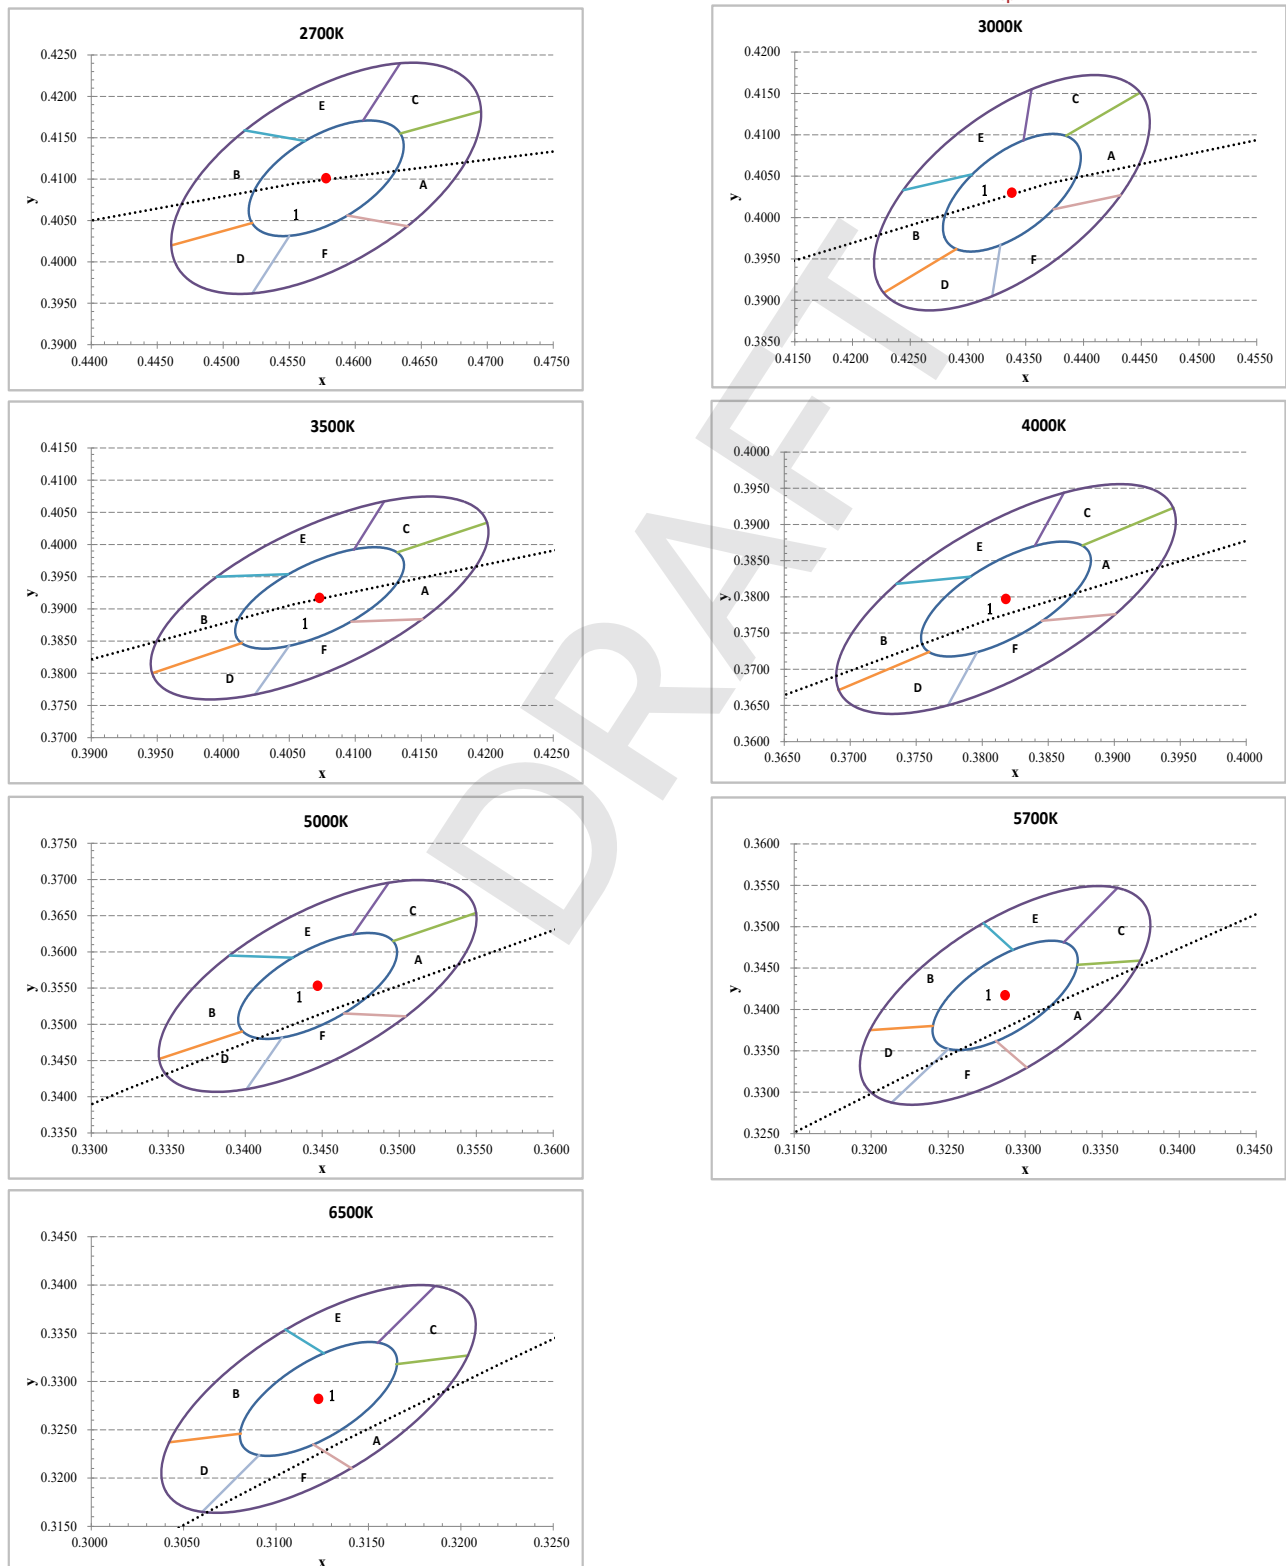 2700K
0.4250
0.4200
0.4150
0.4100
0.4050
0.4000
0.3950
0.3900
y
E
C
B
A
1
D
F
0.4400 0.4450 0.4500 0.4550 0.4600 0.4650 0.4700 0.4750
x
3000K
0.4200
0.4150
0.4100
0.4050
0.4000
0.3950
0.3900
0.3850
y
C
E
A
1
B
F
D
0.4150 0.4200 0.4250 0.4300 0.4350 0.4400 0.4450 0.4500 0.4550
x
3500K
0.4150
0.4100
0.4050
0.4000
0.3950
0.3900
0.3850
0.3800
0.3750
0.3700
y
E
C
A
B
1
F
D
0.3900 0.3950 0.4000 0.4050 0.4100 0.4150 0.4200 0.4250
x
4000K
0.4000
0.3950
0.3900
0.3850
0.3800
0.3750
0.3700
0.3650
0.3600
y
C
E
A
1
B
F
D
0.3650 0.3700 0.3750 0.3800 0.3850 0.3900 0.3950 0.4000
x
5000K
0.3750
0.3700
0.3650
0.3600
0.3550
0.3500
0.3450
0.3400
0.3350
y
C
E
A
1
B
F
D
0.3300 0.3350 0.3400 0.3450 0.3500 0.3550 0.3600
x
5700K
0.3600
0.3550
0.3500
0.3450
0.3400
0.3350
0.3300
0.3250
y
E
C
B
1
A
D
F
0.3150 0.3200 0.3250 0.3300 0.3350 0.3400 0.3450
x
6500K
0.3450
0.3400
0.3350
0.3300
0.3250
0.3200
0.3150
y
E
C
B
1
A
D
F
0.3000 0.3050 0.3100 0.3150 0.3200 0.3250
x
DRAFT